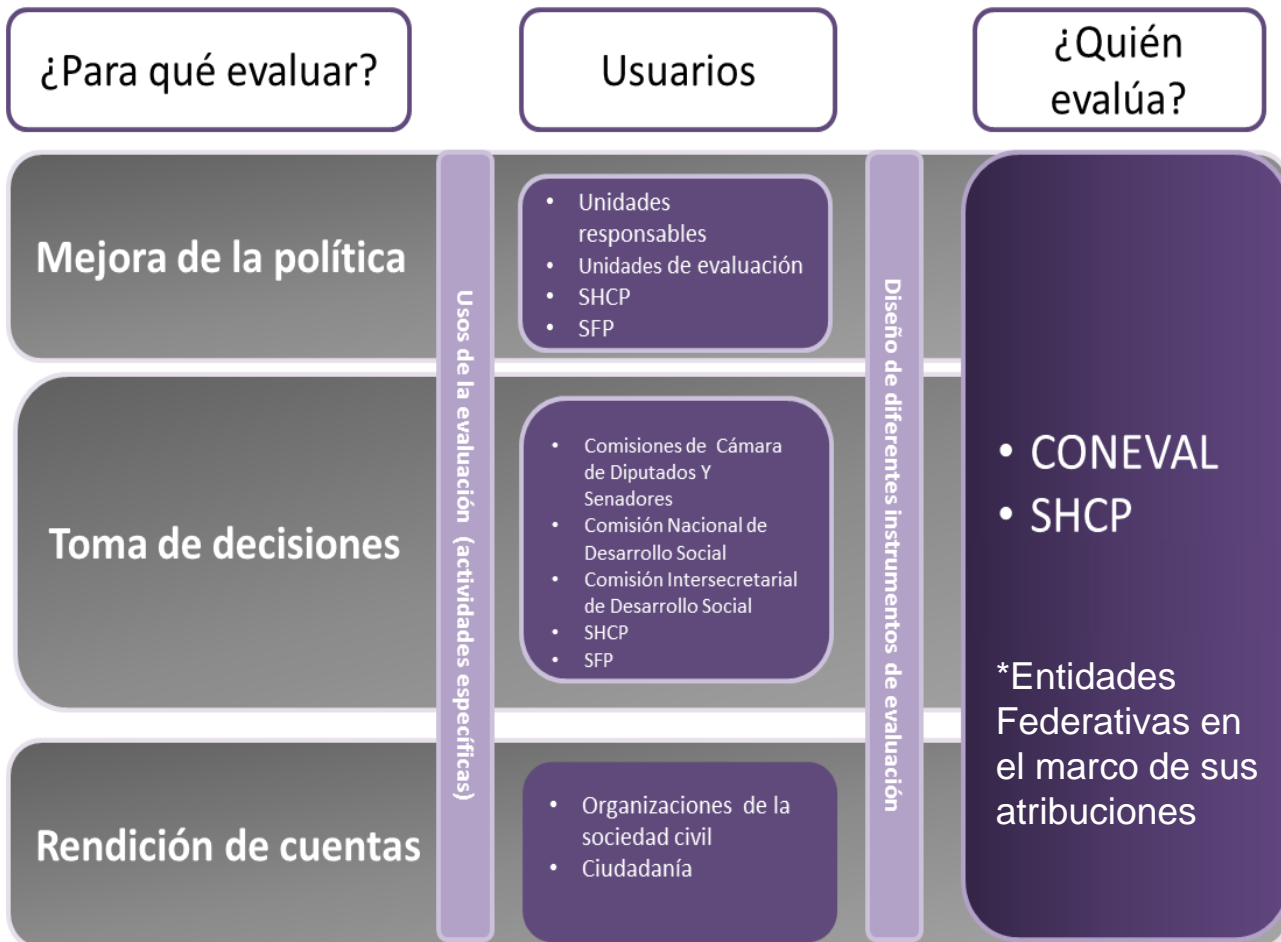 ¿Para qué evaluar?
Usuarios
¿Quién
evalúa?
Mejora de la política
Usos de la evaluación (actividades específicas)
• Unidades
responsables
• Unidades de evaluación
• SHCP
• SFP
Diseño de diferentes instrumentos de evaluación
• CONEVAL
• SHCP
*Entidades
Federativas en
el marco de sus
atribuciones
Toma de decisiones
• Comisiones de Cámara
de Diputados Y
Senadores
• Comisión Nacional de
Desarrollo Social
• Comisión Intersecretarial
de Desarrollo Social
• SHCP
• SFP
Rendición de cuentas
• Organizaciones de la
sociedad civil
• Ciudadanía